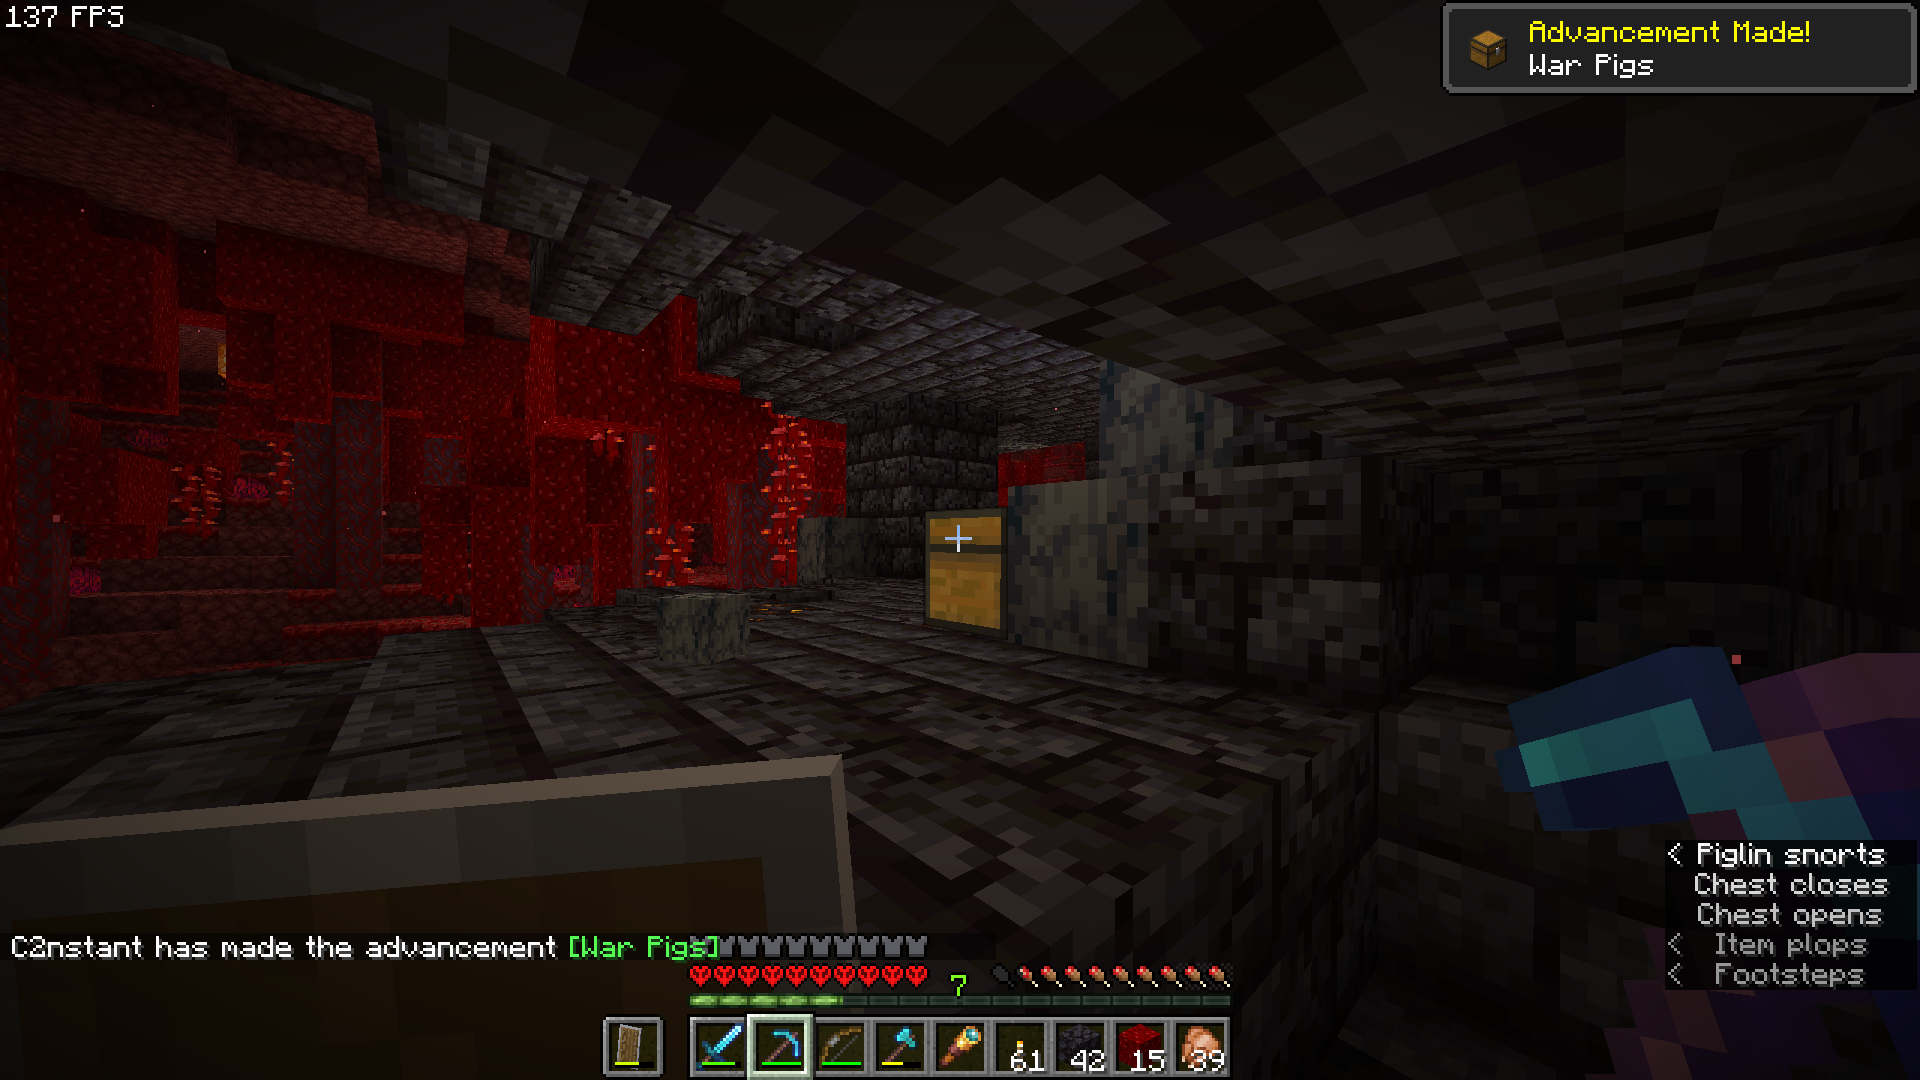 137 FPS
Advancement Made!
War Pigs
< Piglin snorts
Chest closes
Chest opens
< Item plops
< Footsteps
C2nstant has made the advancement [War Pigs]
7
61
42
15
39